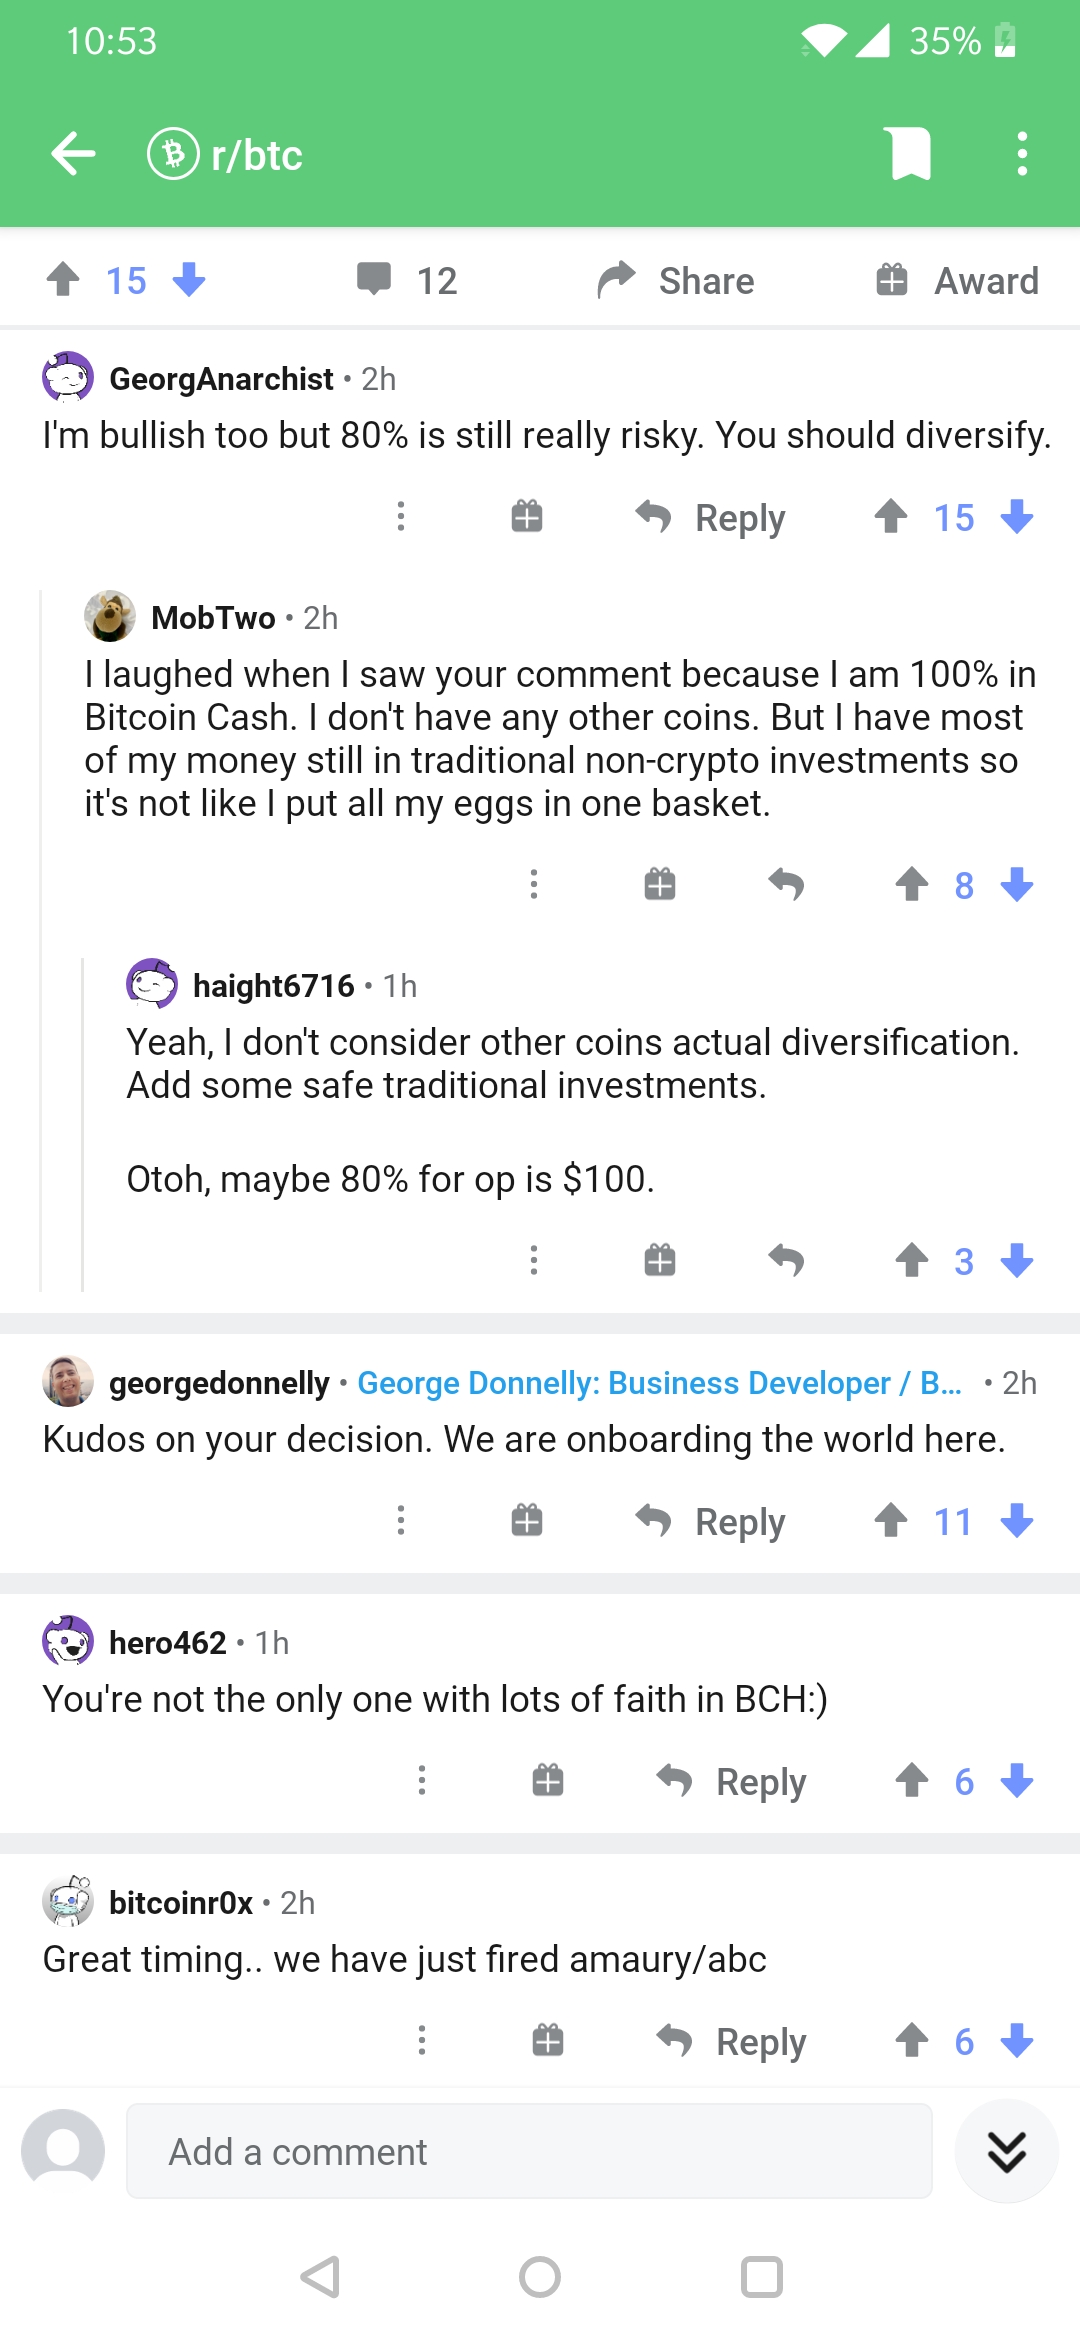 10:53 35%
r/btc
15 12 Share Award
GeorgAnarchist • 2h
I'm bullish too but 80% is still really risky. You should diversify.
Reply 15
MobTwo • 2h
I laughed when I saw your comment because I am 100% in
Bitcoin Cash. I don't have any other coins. But I have most
of my money still in traditional non-crypto investments so
it's not like I put all my eggs in one basket.
8
haight6716 • 1h
Yeah, I don't consider other coins actual diversification.
Add some safe traditional investments.
Otoh, maybe 80% for op is $100.
3
georgedonnelly • George Donnelly: Business Developer / B... • 2h
Kudos on your decision. We are onboarding the world here.
Reply 11
hero462 • 1h
You're not the only one with lots of faith in BCH:)
Reply 6
bitcoinr0x • 2h
Great timing.. we have just fired amaury/abc
Reply 6
Add a comment